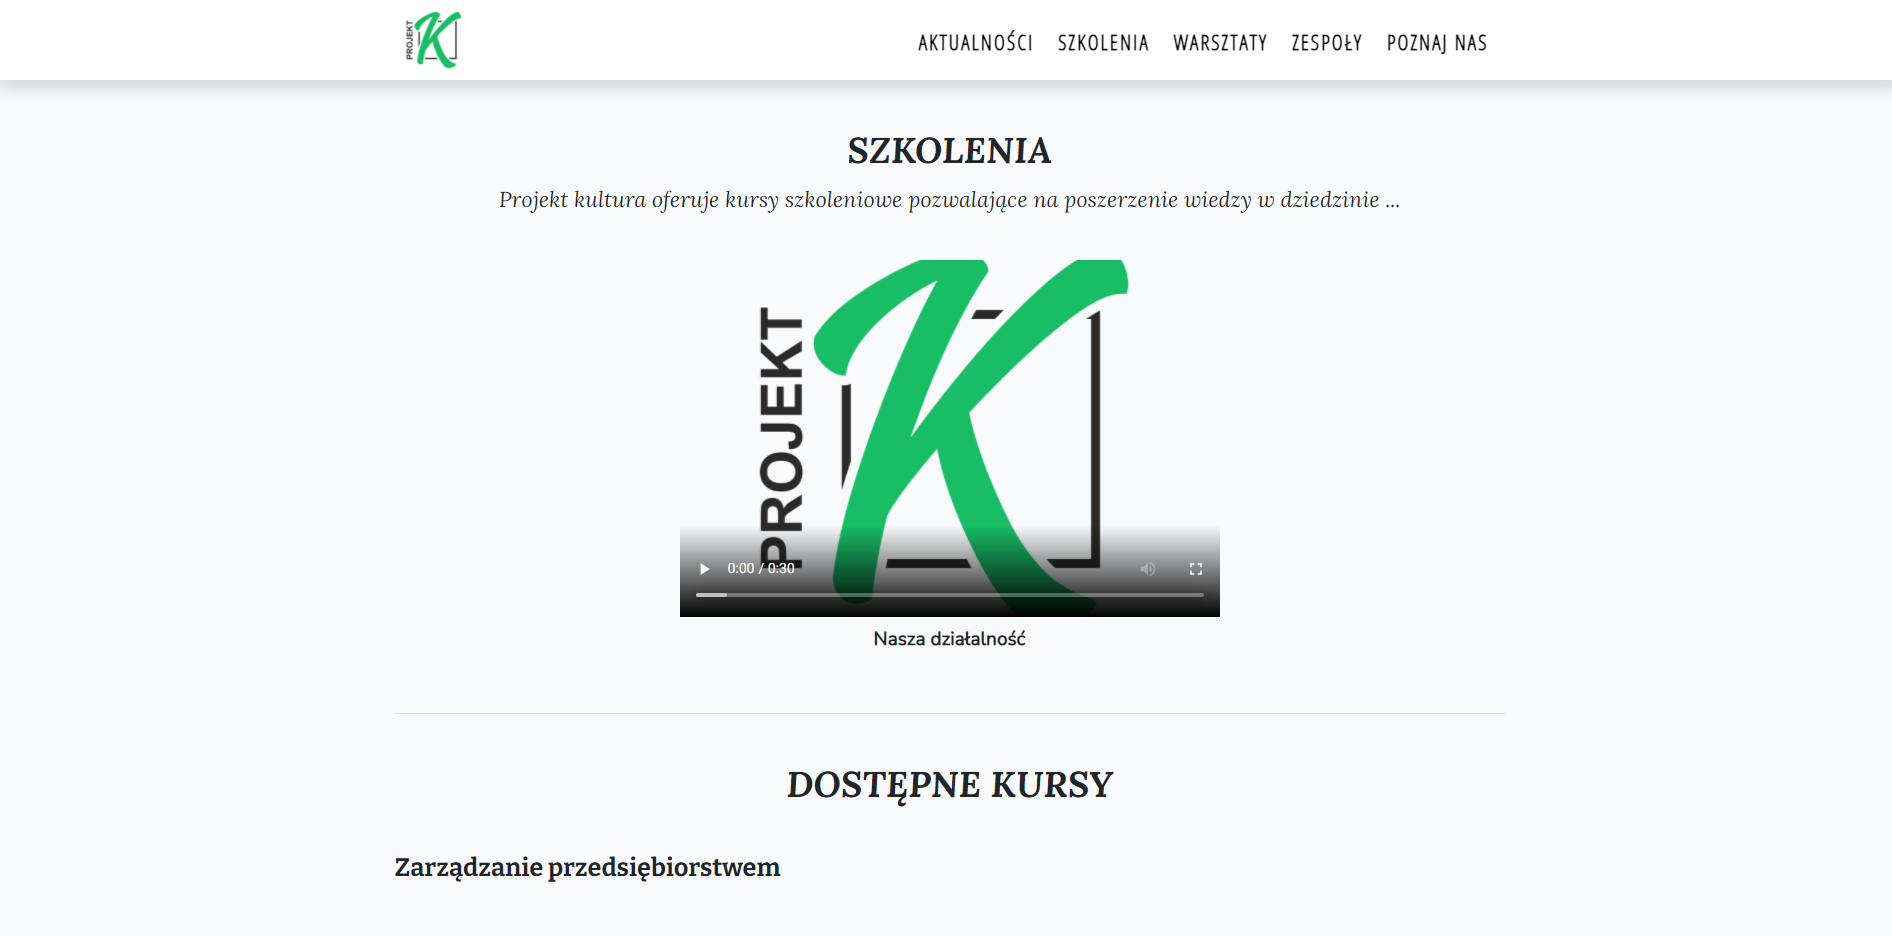 PROJEKT K
AKTUALNOŚCI SZKOLENIA WARSZTATY ZESPOŁY POZNAJ NAS
SZKOLENIA
Projekt kultura oferuje kursy szkoleniowe pozwalające na poszerzenie wiedzy w dziedzinie ...
PROJEKT K
0:00 / 0:30
Nasza działalność
DOSTĘPNE KURSY
Zarządzanie przedsiębiorstwem